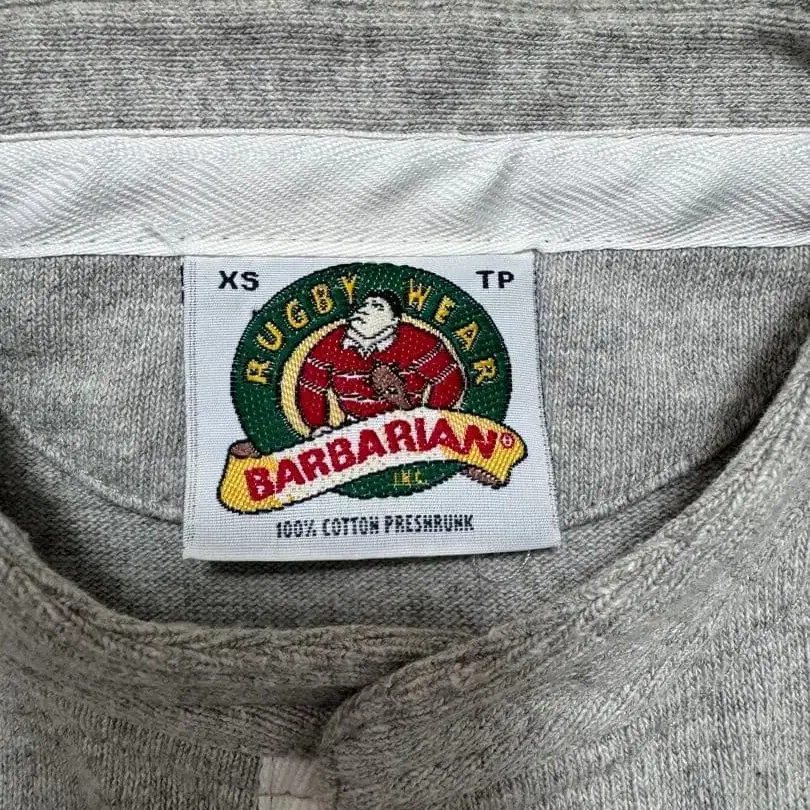 XS TP
RUGBY WEAR
BARBARIAN®
INC.
100% COTTON PRESHRUNK